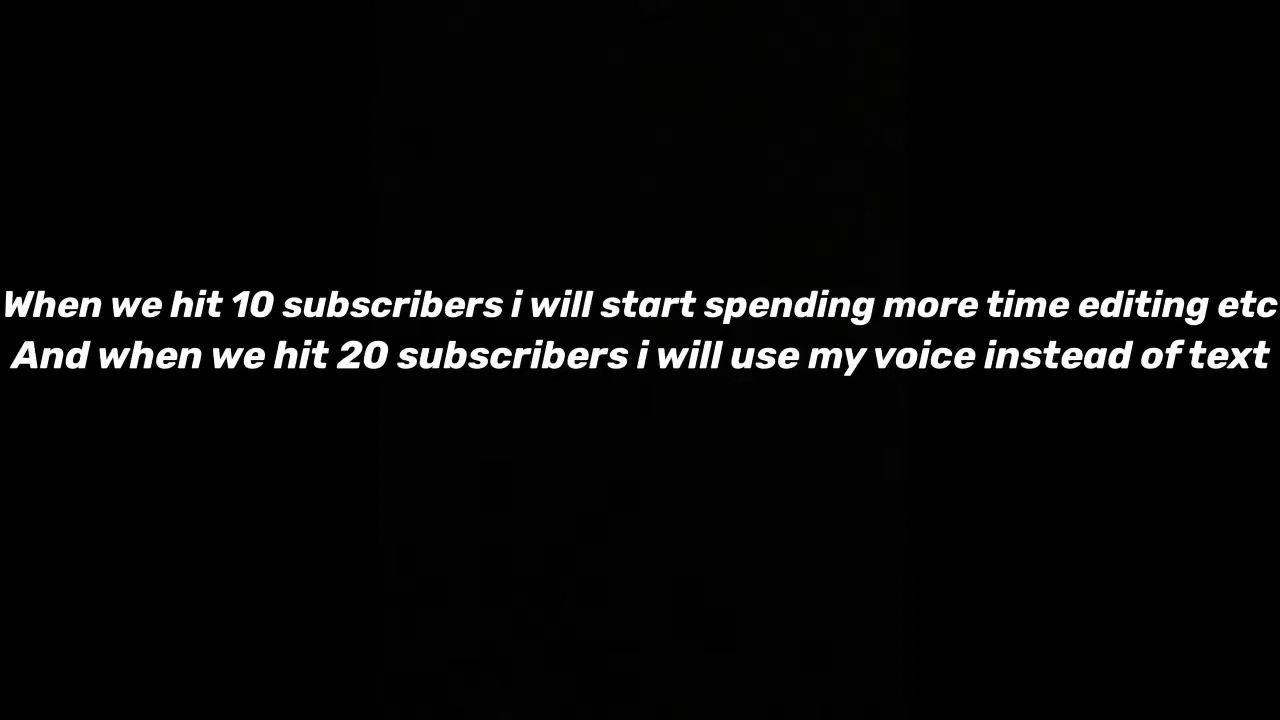 When we hit 10 subscribers i will start spending more time editing etc
And when we hit 20 subscribers i will use my voice instead of text